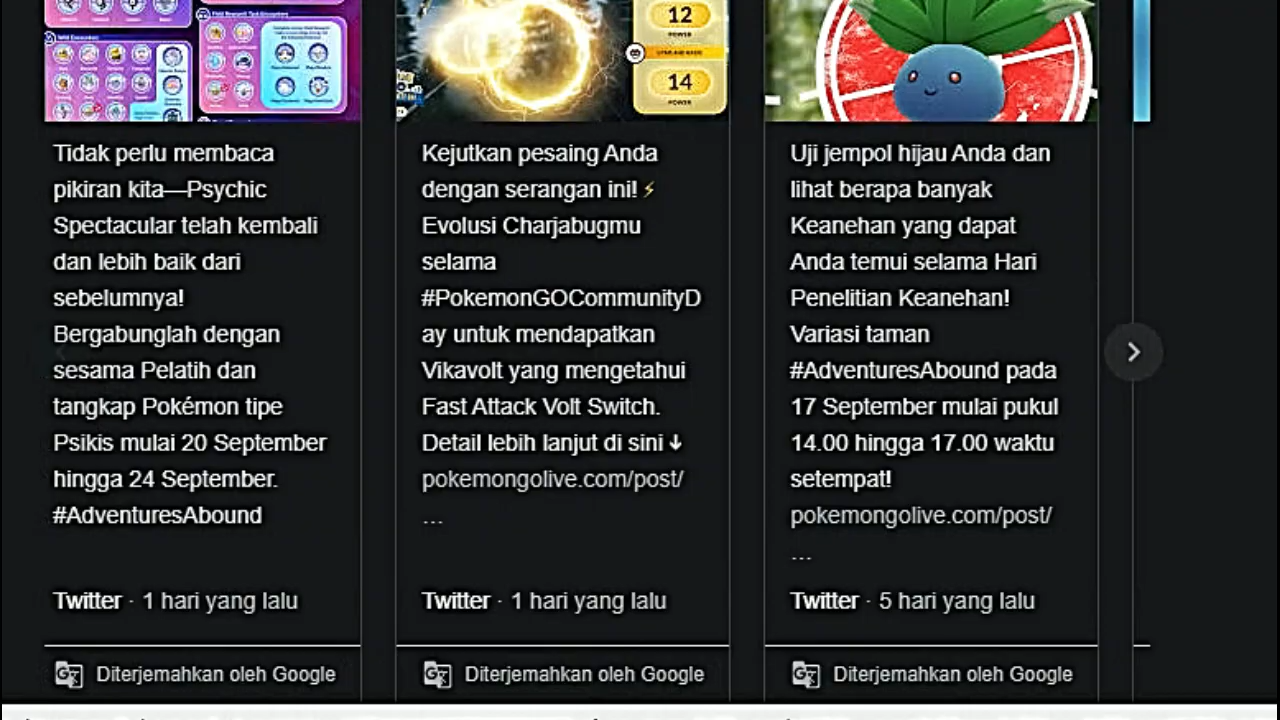 12
POWER
14
POWER
Tidak perlu membaca
pikiran kita—Psychic
Spectacular telah kembali
dan lebih baik dari
sebelumnya!
Bergabunglah dengan
sesama Pelatih dan
tangkap Pokémon tipe
Psikis mulai 20 September
hingga 24 September.
#AdventuresAbound
Twitter · 1 hari yang lalu
Diterjemahkan oleh Google
Kejutkan pesaing Anda
dengan serangan ini! ⚡
Evolusi Charjabugmu
selama
#PokemonGOCommunityD
ay untuk mendapatkan
Vikavolt yang mengetahui
Fast Attack Volt Switch.
Detail lebih lanjut di sini ↓
pokemongolive.com/post/
...
Twitter · 1 hari yang lalu
Diterjemahkan oleh Google
Uji jempol hijau Anda dan
lihat berapa banyak
Keanehan yang dapat
Anda temui selama Hari
Penelitian Keanehan!
Variasi taman
#AdventuresAbound pada
17 September mulai pukul
14.00 hingga 17.00 waktu
setempat!
pokemongolive.com/post/
...
Twitter · 5 hari yang lalu
Diterjemahkan oleh Google